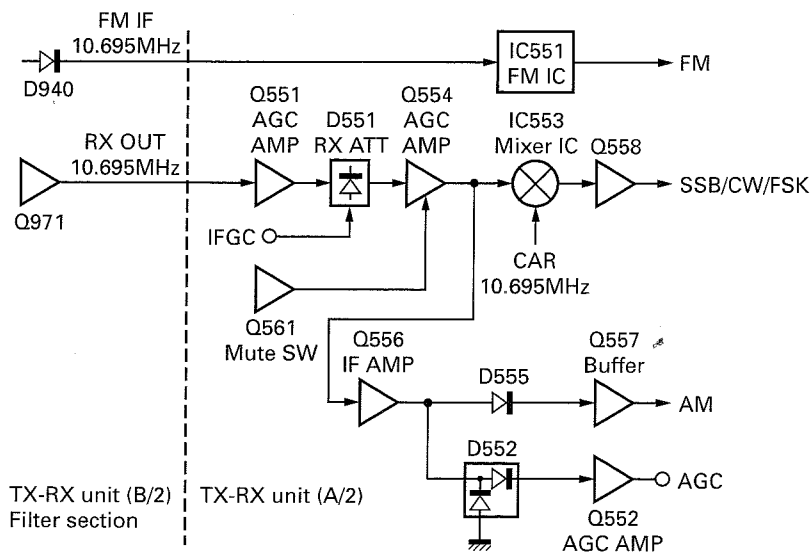 FM IF
10.695MHz
D940
IC551
FM IC
FM
RX OUT
10.695MHz
Q971
Q551
AGC
AMP
D551
RX ATT
Q554
AGC
AMP
IC553
Mixer IC
Q558
SSB/CW/FSK
IFGC
CAR
10.695MHz
Q561
Mute SW
Q556
IF AMP
D555
Q557
Buffer
AM
D552
AGC
Q552
AGC AMP
TX-RX unit (B/2)
Filter section
TX-RX unit (A/2)